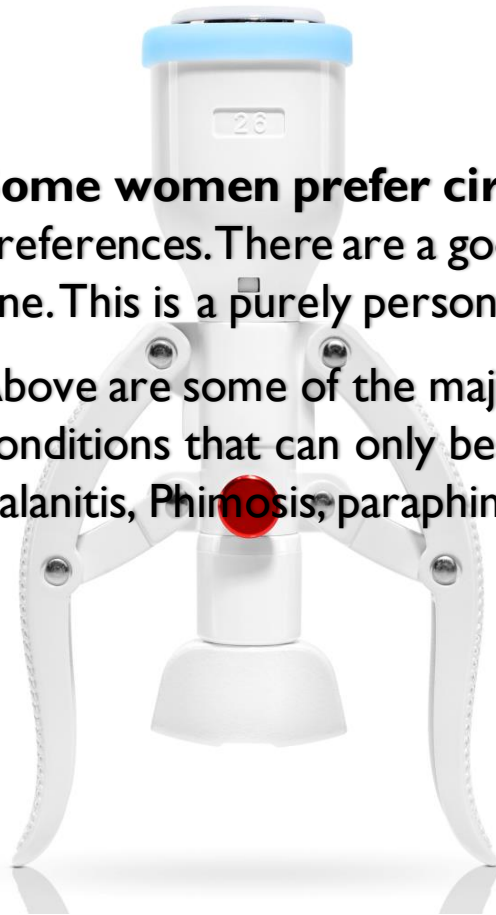 26
ome women prefer cir
references. There are a go
ne. This is a purely person
bove are some of the maj
onditions that can only be
alanitis, Phimosis, paraphin